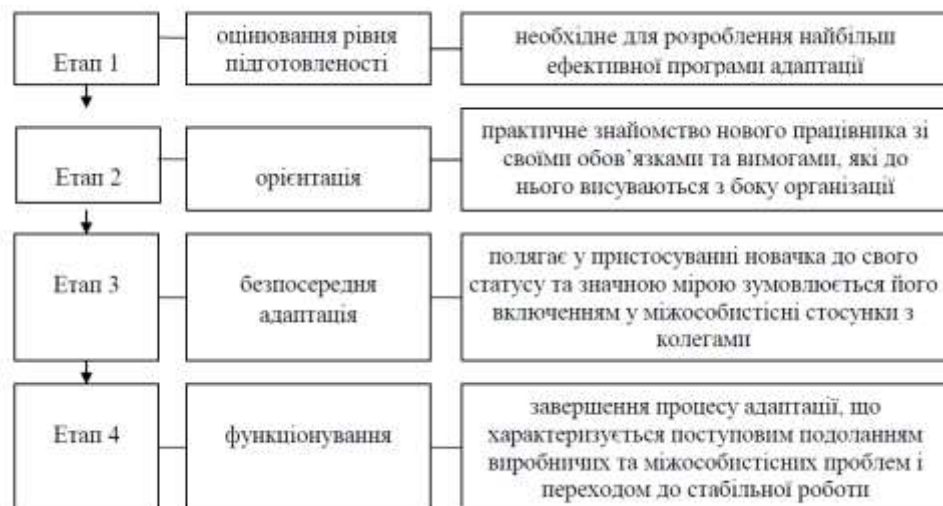 Етап 1
оцінювання рівня
підготовленості
необхідне для розроблення найбільш
ефективної програми адаптації
Етап 2
орієнтація
практичне знайомство нового працівника зі
своїми обов’язками та вимогами, які до
нього висуваються з боку організації
Етап 3
безпосередня
адаптація
полягає у пристосуванні новачка до свого
статусу та значною мірою зумовлюється його
включенням у міжособистісні стосунки з
колегами
Етап 4
функціонування
завершення процесу адаптації, що
характеризується поступовим подоланням
виробничих та міжособистісних проблем і
переходом до стабільної роботи